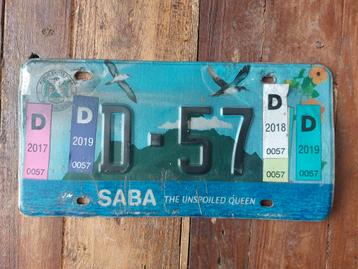 D
2017
0057
D
2019
0057
D-57
D
2018
0057
D
2019
0057
SABA THE UNSPOILED QUEEN